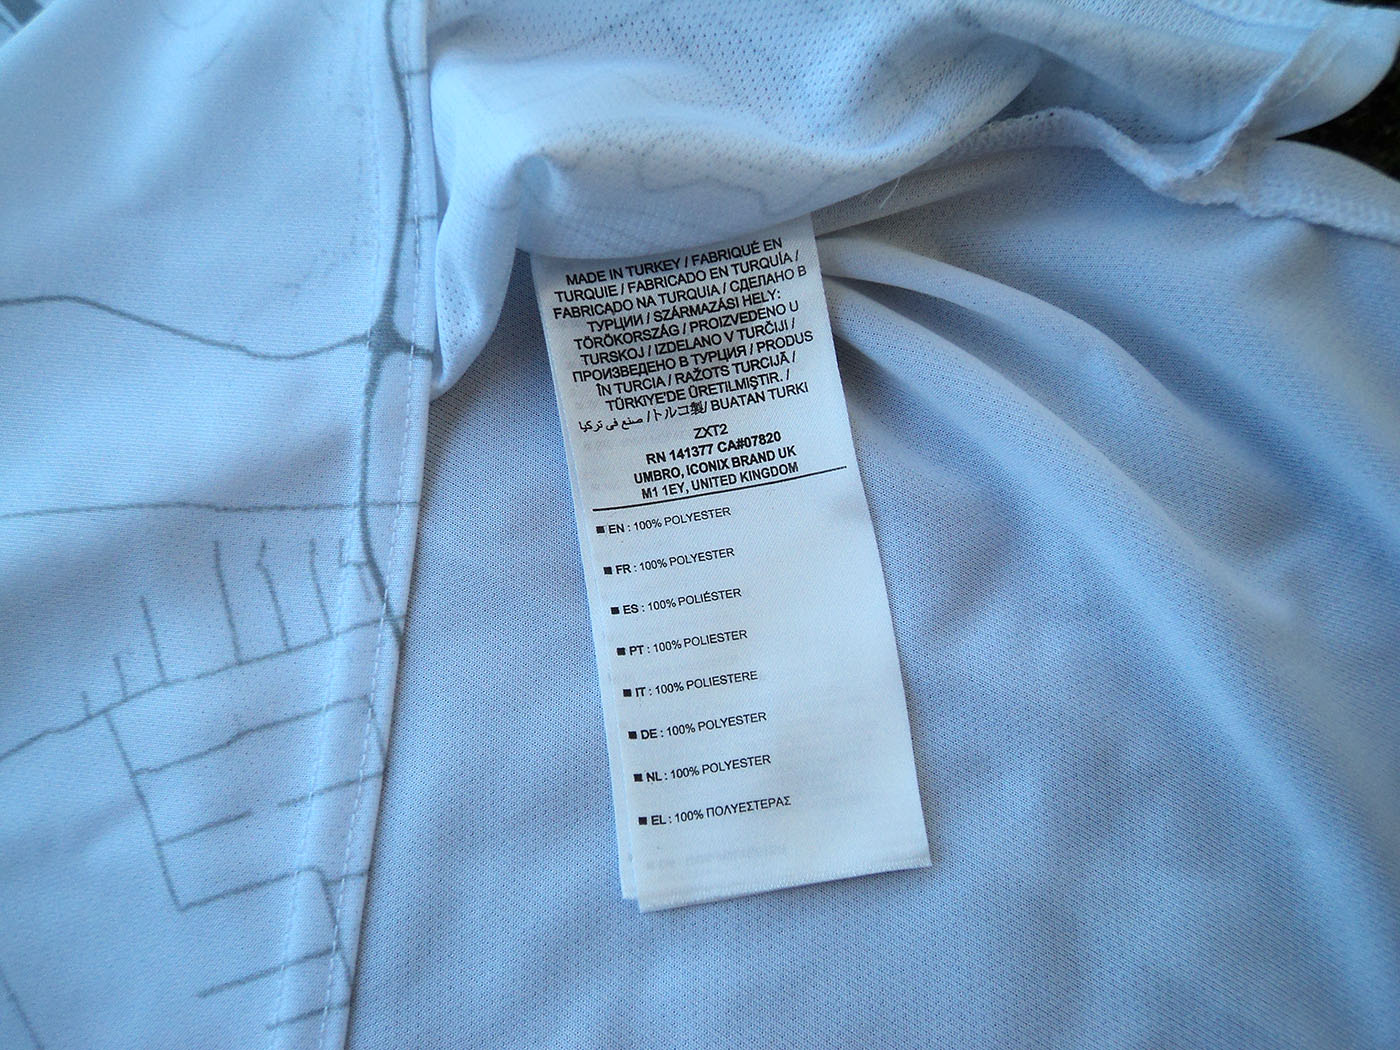 MADE IN TURKEY / FABRIQUÉ EN
TURQUIE / FABRICADO EN TURQUÍA /
FABRICADO NA TURQUIA / СДЕЛАНО В
ТУРЦИИ / SZÁRMAZÁSI HELY:
TÖRÖKORSZÁG / PROIZVEDENO U
TURSKOJ / IZDELANO V TURČIJI /
ПРОИЗВЕДЕНО В ТУРЦИЯ / PRODUS
ÎN TURCIA / RAŽOTS TURCIJĀ /
TÜRKIYE'DE ÜRETILMIŞTIR. /
صنع في تركيا /トルコ製/ BUATAN TURKI
ZXT2
RN 141377 CA#07820
UMBRO, ICONIX BRAND UK
M1 1EY, UNITED KINGDOM
■ EN : 100% POLYESTER
■ FR : 100% POLYESTER
■ ES : 100% POLIÉSTER
■ PT : 100% POLIESTER
■ IT : 100% POLIESTERE
■ DE : 100% POLYESTER
■ NL : 100% POLYESTER
■ EL : 100% ΠΟΛΥΕΣΤΕΡΑΣ